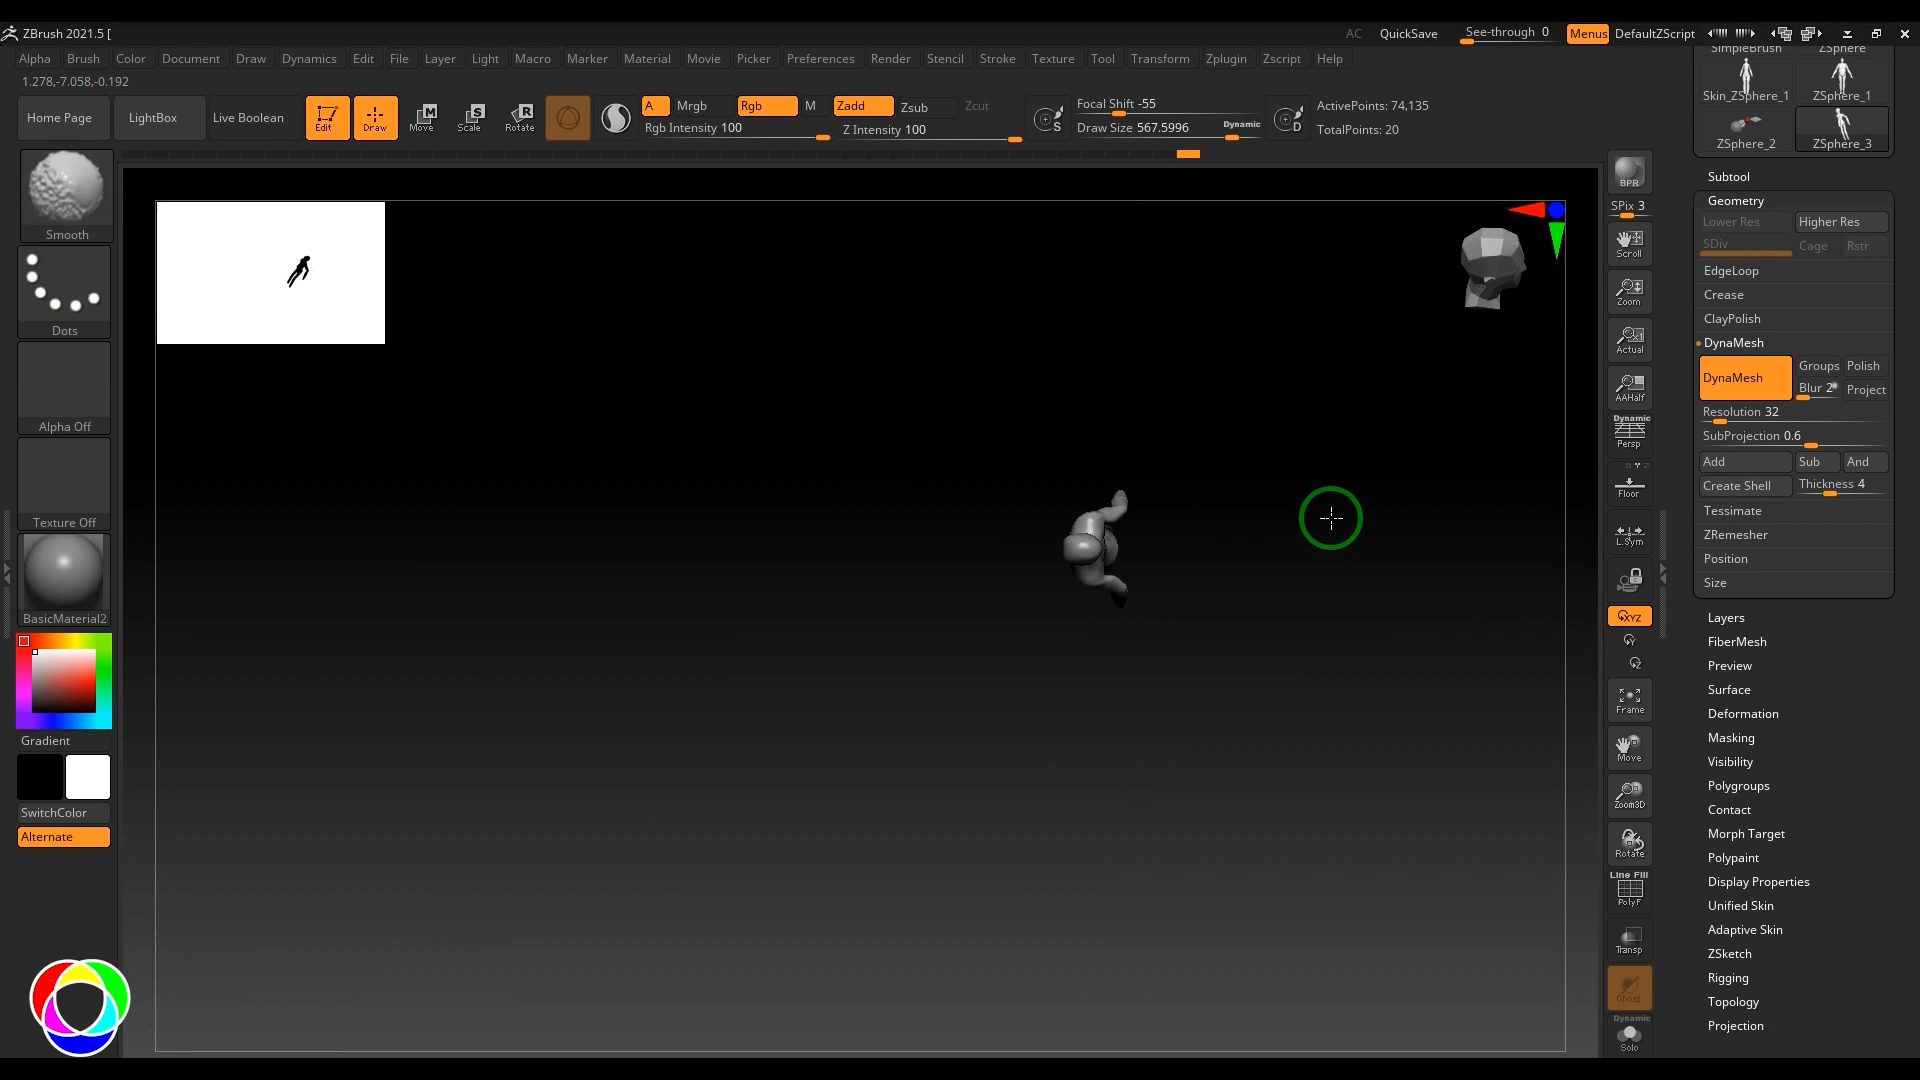 ZBrush 2021.5 [
AC QuickSave See-through 0 Menus DefaultZScript
Alpha Brush Color Document Draw Dynamics Edit File Layer Light Macro Marker Material Movie Picker Preferences Render Stencil Stroke Texture Tool Transform Zplugin Zscript Help
1.278,-7.058,-0.192
Home Page LightBox Live Boolean Edit Draw Move Scale Rotate
A Mrgb Rgb M Zadd Zsub Zcut
Rgb Intensity 100 Z Intensity 100
Focal Shift -55
Draw Size 567.5996 Dynamic
ActivePoints: 74,135
TotalPoints: 20
Smooth
Dots
Alpha Off
Texture Off
BasicMaterial2
Gradient
SwitchColor
Alternate
BPR
SPix 3
Scroll
Zoom
Actual
AAHalf
Dynamic
Persp
Floor
L.Sym
XYZ
Y
Z
Frame
Move
Zoom3D
Rotate
Line Fill
PolyF
Transp
Ghost
Dynamic
Solo
SimpleBrush ZSphere
Skin_ZSphere_1 ZSphere_1
ZSphere_2 ZSphere_3
Subtool
Geometry
Lower Res Higher Res
SDiv Cage Rstr
EdgeLoop
Crease
ClayPolish
DynaMesh
DynaMesh Groups Polish
Blur 2 Project
Resolution 32
SubProjection 0.6
Add Sub And
Create Shell Thickness 4
Tessimate
ZRemesher
Position
Size
Layers
FiberMesh
Preview
Surface
Deformation
Masking
Visibility
Polygroups
Contact
Morph Target
Polypaint
Display Properties
Unified Skin
Adaptive Skin
ZSketch
Rigging
Topology
Projection